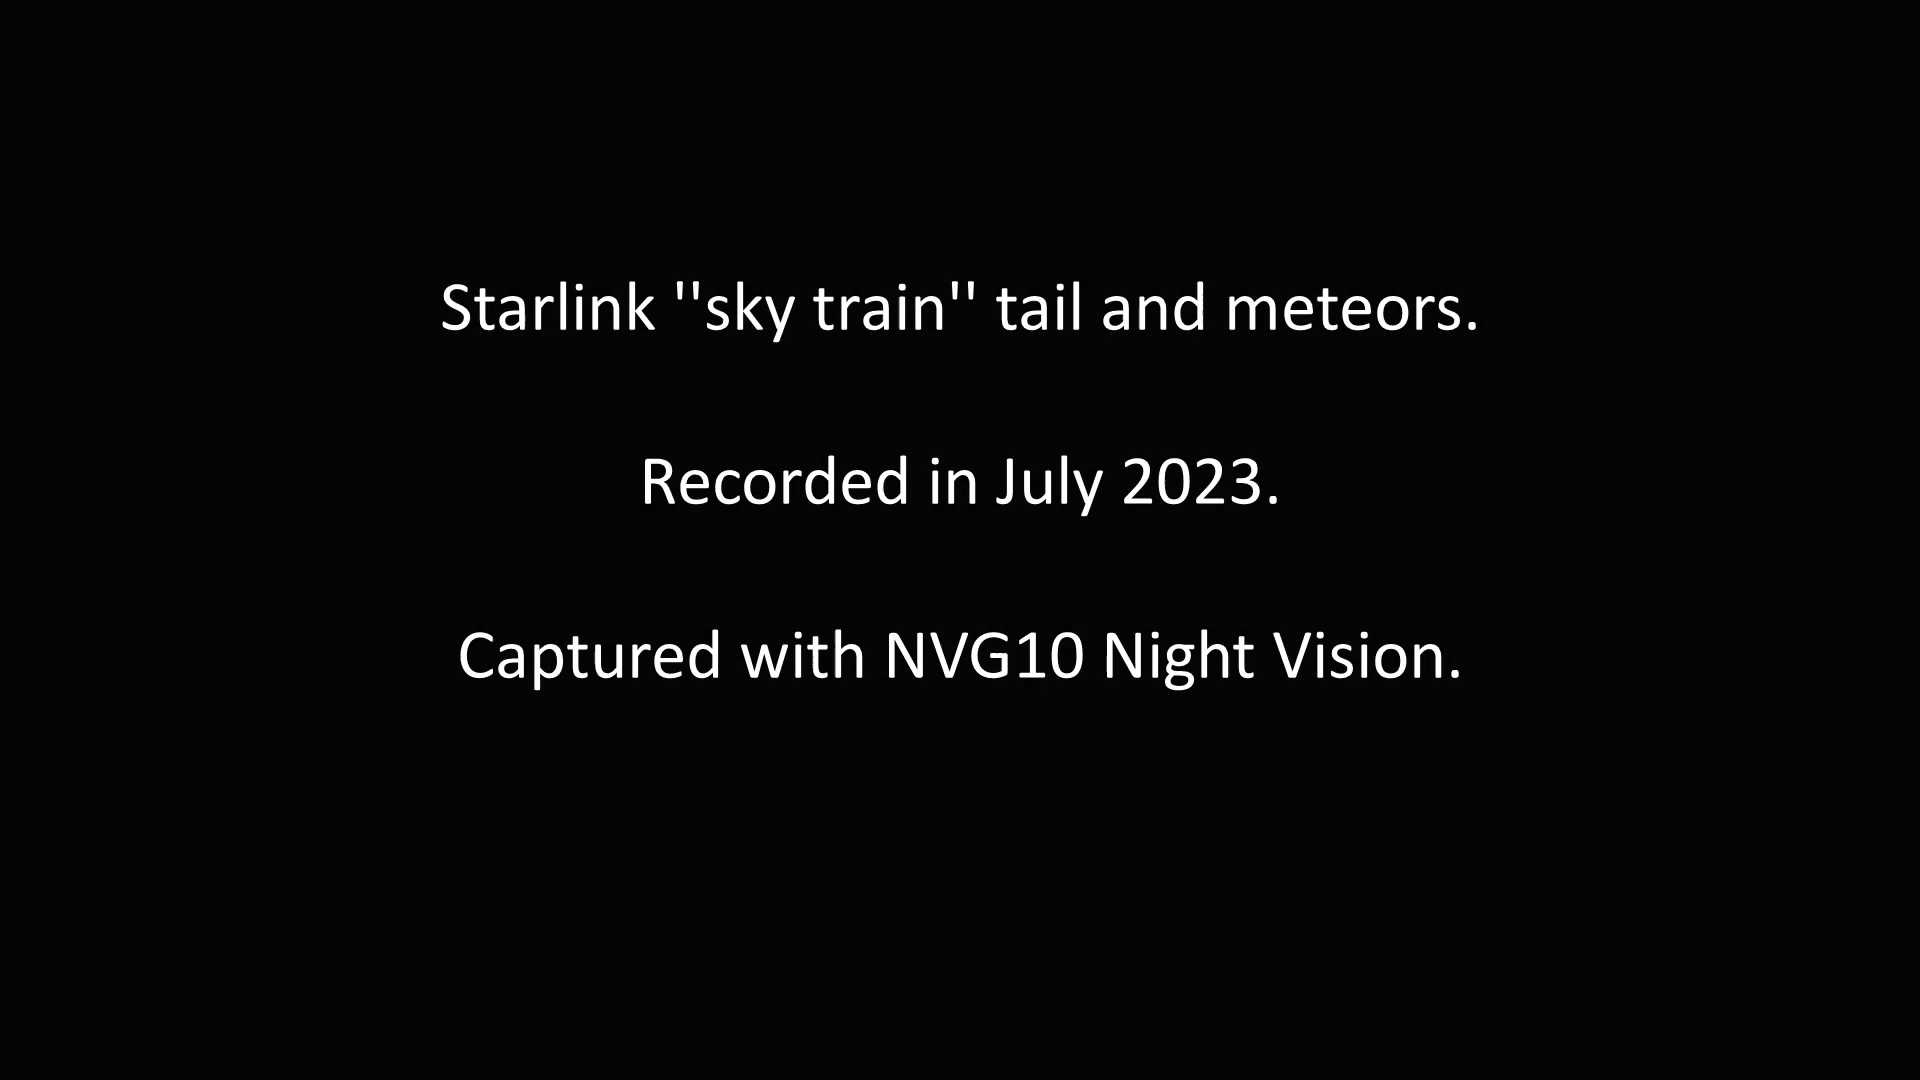 Starlink ''sky train'' tail and meteors.
Recorded in July 2023.
Captured with NVG10 Night Vision.